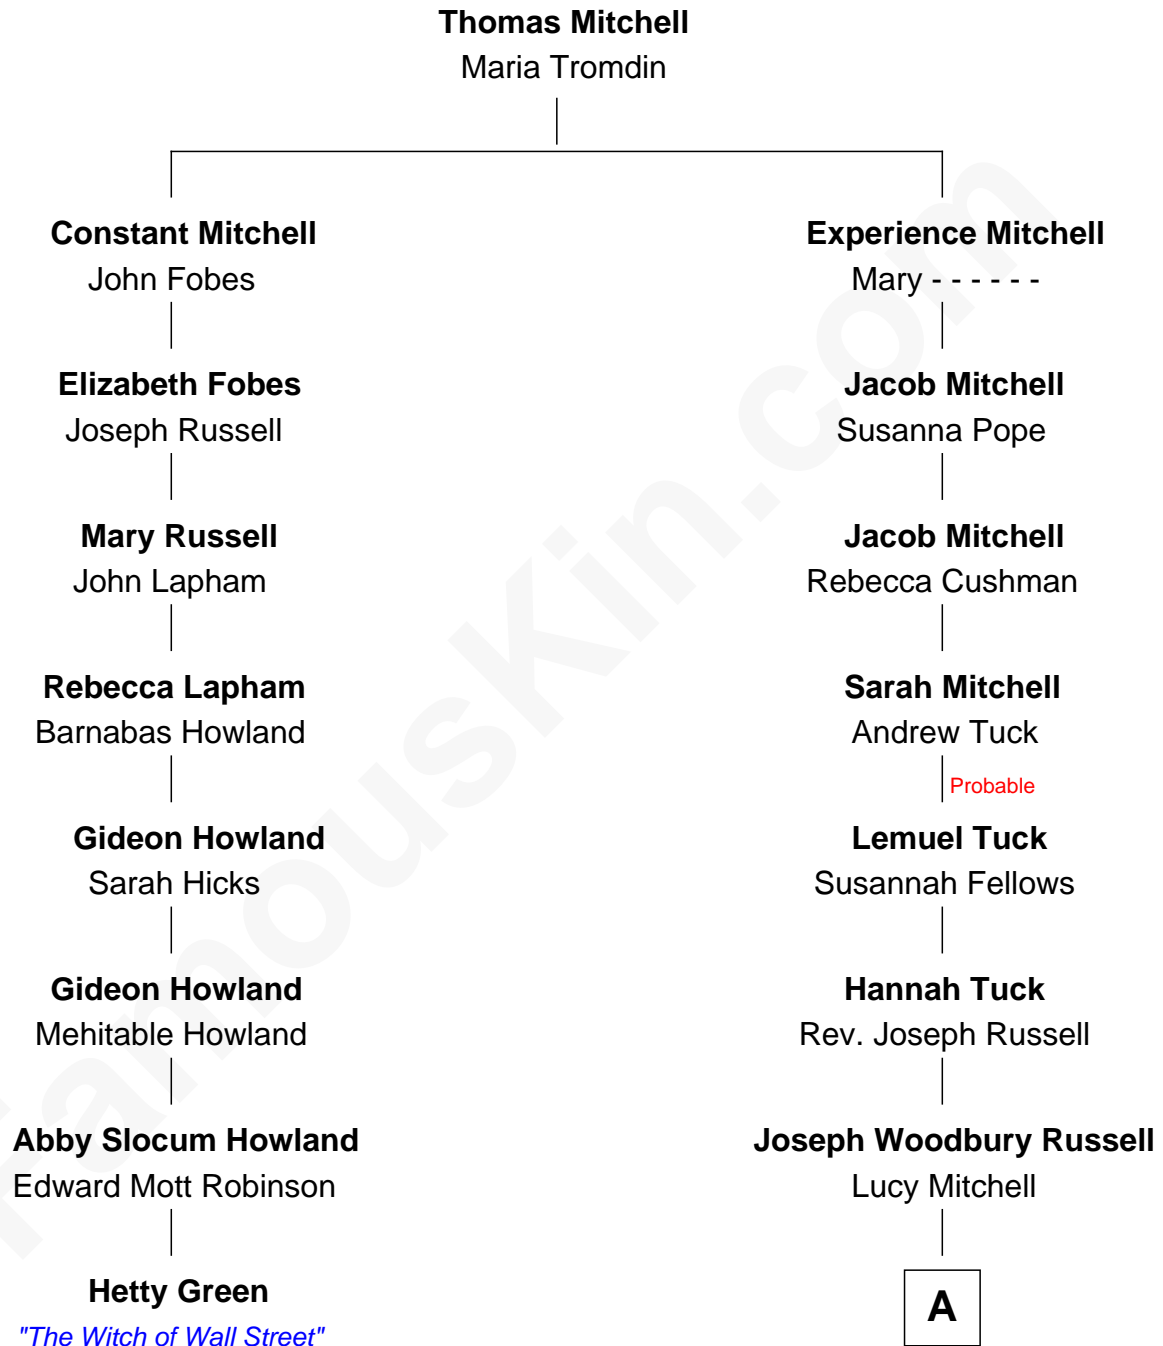 Thomas Mitchell
Maria Tromdin
Constant Mitchell
John Fobes
Experience Mitchell
Mary - - - - - -
Elizabeth Fobes
Joseph Russell
Jacob Mitchell
Susanna Pope
Mary Russell
John Lapham
Jacob Mitchell
Rebecca Cushman
Rebecca Lapham
Barnabas Howland
Sarah Mitchell
Andrew Tuck
Probable
Gideon Howland
Sarah Hicks
Lemuel Tuck
Susannah Fellows
Gideon Howland
Mehitable Howland
Hannah Tuck
Rev. Joseph Russell
Abby Slocum Howland
Edward Mott Robinson
Joseph Woodbury Russell
Lucy Mitchell
Hetty Green
"The Witch of Wall Street"
A
FamousKin.com